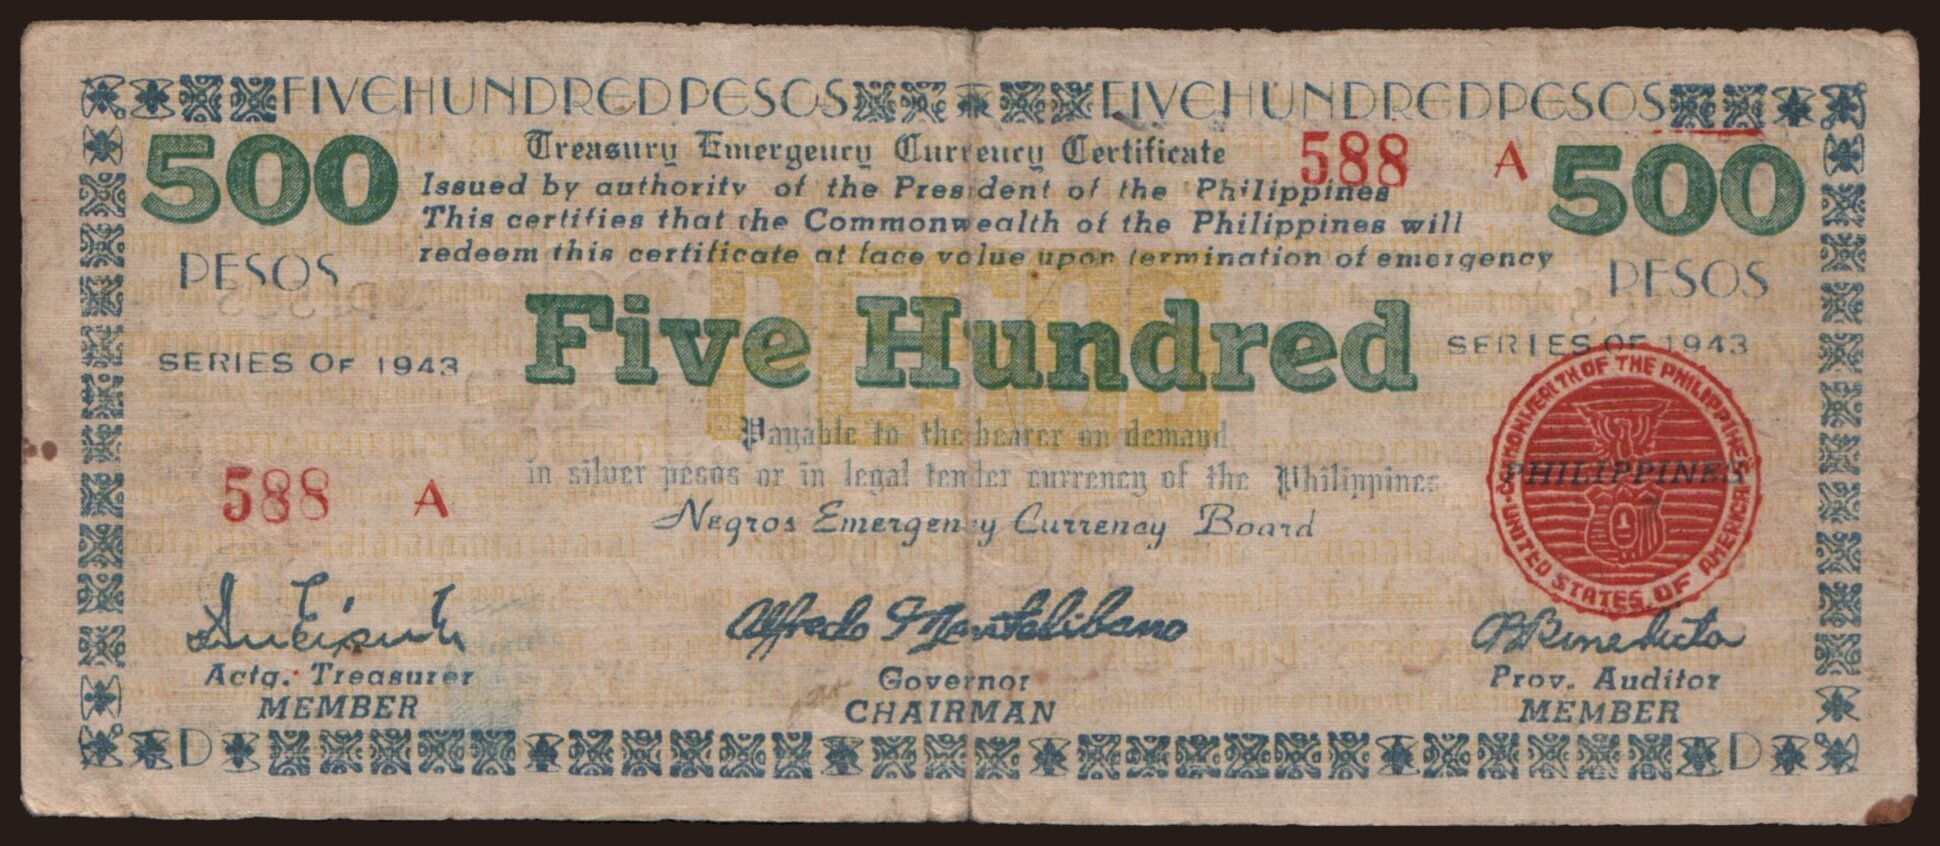 FIVEHUNDREDPESOS FIVEHUNDREDPESOS
500 Treasury Emergency Currency Certificate 588 A 500
Issued by authority of the President of the Philippines
This certifies that the Commonwealth of the Philippines will
redeem this certificate at face value upon termination of emergency
PESOS PESOS
PESOS
Five Hundred
SERIES OF 1943 SERIES OF 1943
COMMONWEALTH OF THE PHILIPPINES
UNITED STATES OF AMERICA
PHILIPPINES
Payable to the bearer on demand
in silver pesos or in legal tender currency of the Philippines
588 A
Negros Emergency Currency Board
Alfredo Montelibano
Actg. Treasurer Governor Prov. Auditor
MEMBER CHAIRMAN MEMBER
D D